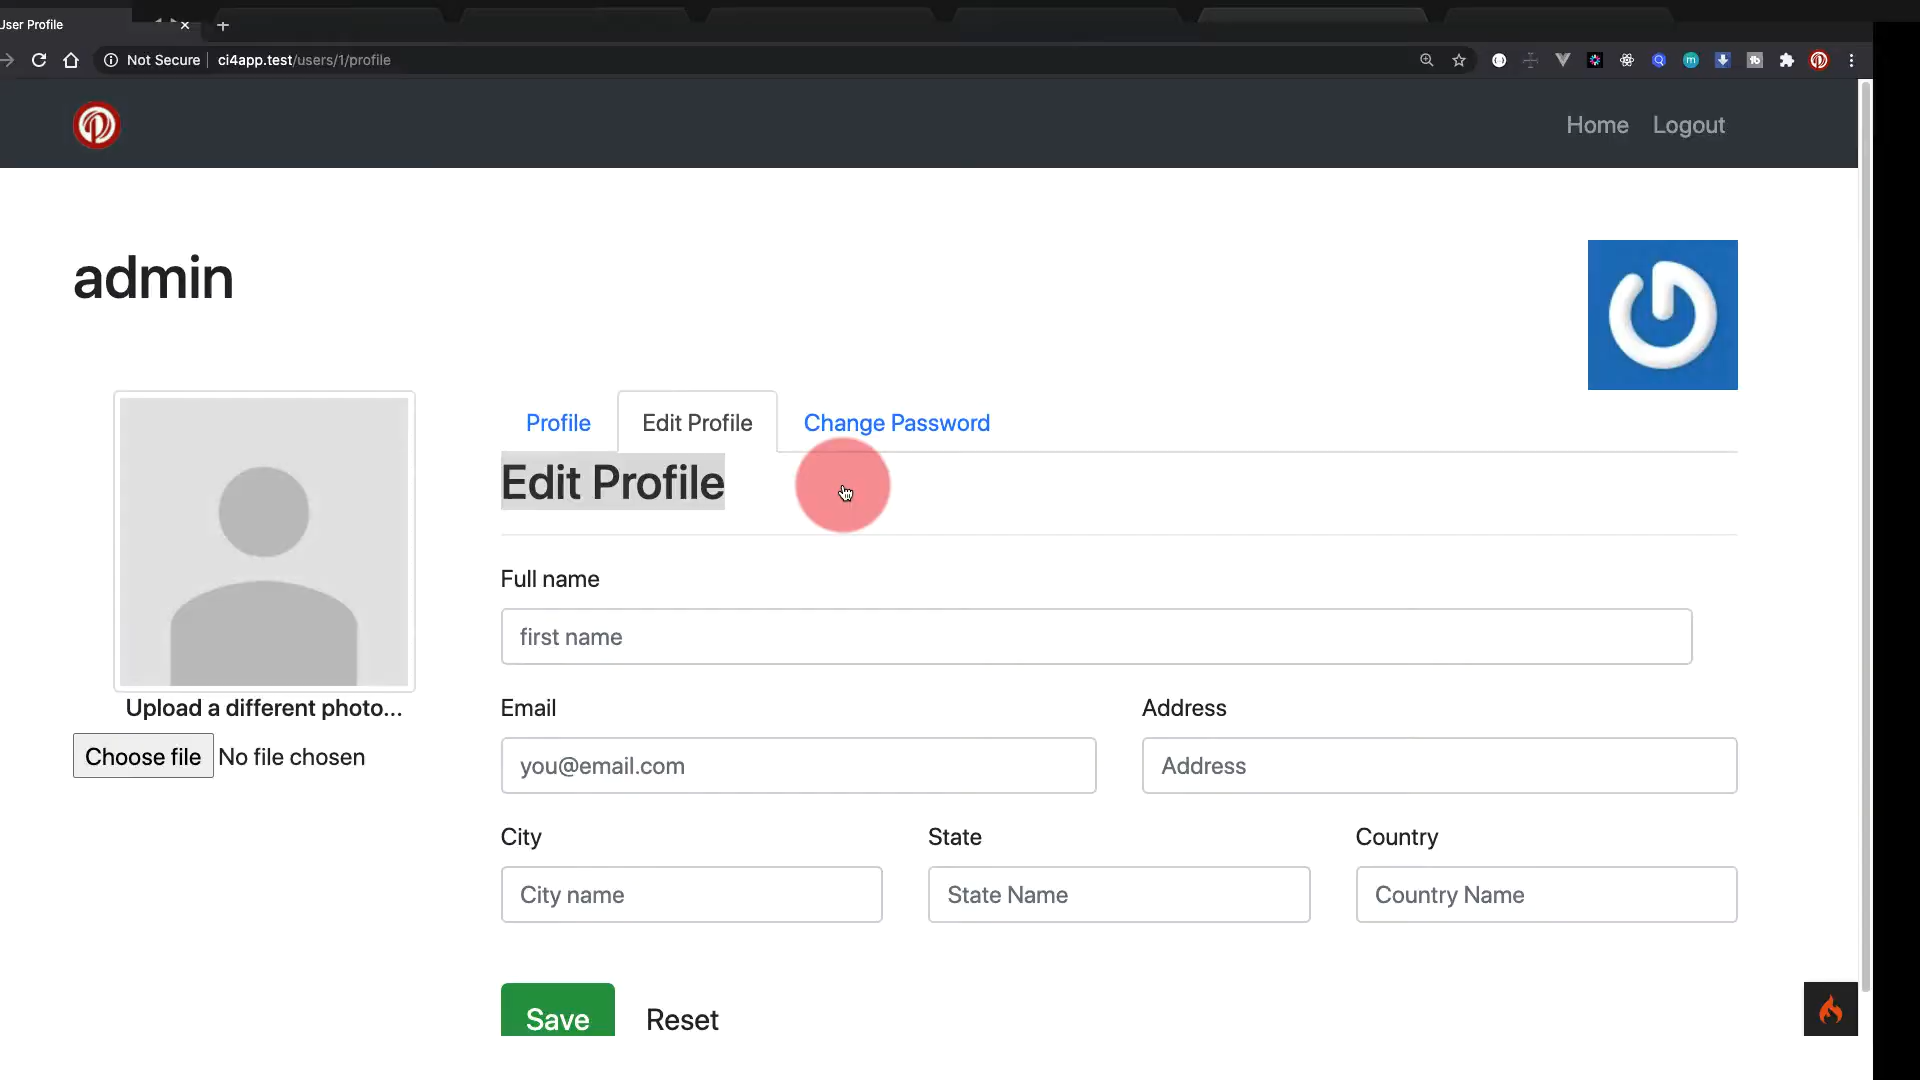 User Profile
Not Secure ci4app.test/users/1/profile
Home Logout
admin
Profile Edit Profile Change Password
Edit Profile
Full name
first name
Upload a different photo...
Choose file No file chosen
Email Address
you@email.com Address
City State Country
City name State Name Country Name
Save Reset